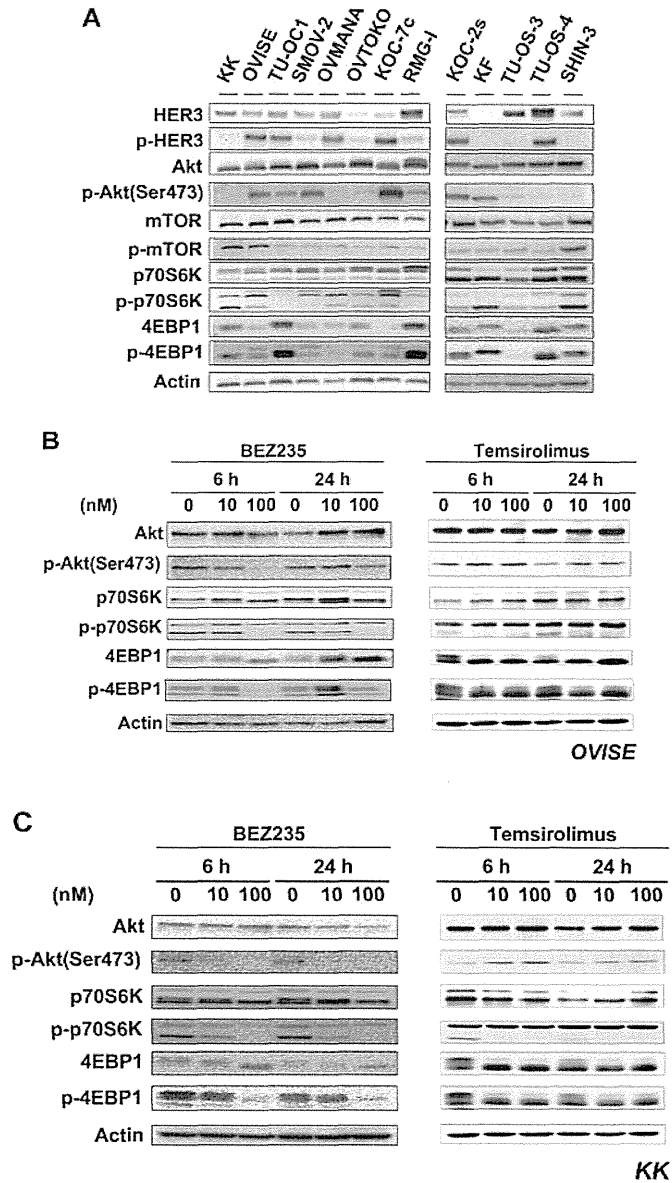 A
KK OVISE TU-OC1 SMOV-2 OVMANA OVTOKO KOC-7c RMG-I KOC-2s KF TU-OS-3 TU-OS-4 SHIN-3
HER3
p-HER3
Akt
p-Akt(Ser473)
mTOR
p-mTOR
p70S6K
p-p70S6K
4EBP1
p-4EBP1
Actin
B
BEZ235 Temsirolimus
6 h 24 h 6 h 24 h
(nM) 0 10 100 0 10 100 0 10 100 0 10 100
Akt
p-Akt(Ser473)
p70S6K
p-p70S6K
4EBP1
p-4EBP1
Actin
OVISE
C
BEZ235 Temsirolimus
6 h 24 h 6 h 24 h
(nM) 0 10 100 0 10 100 0 10 100 0 10 100
Akt
p-Akt(Ser473)
p70S6K
p-p70S6K
4EBP1
p-4EBP1
Actin
KK